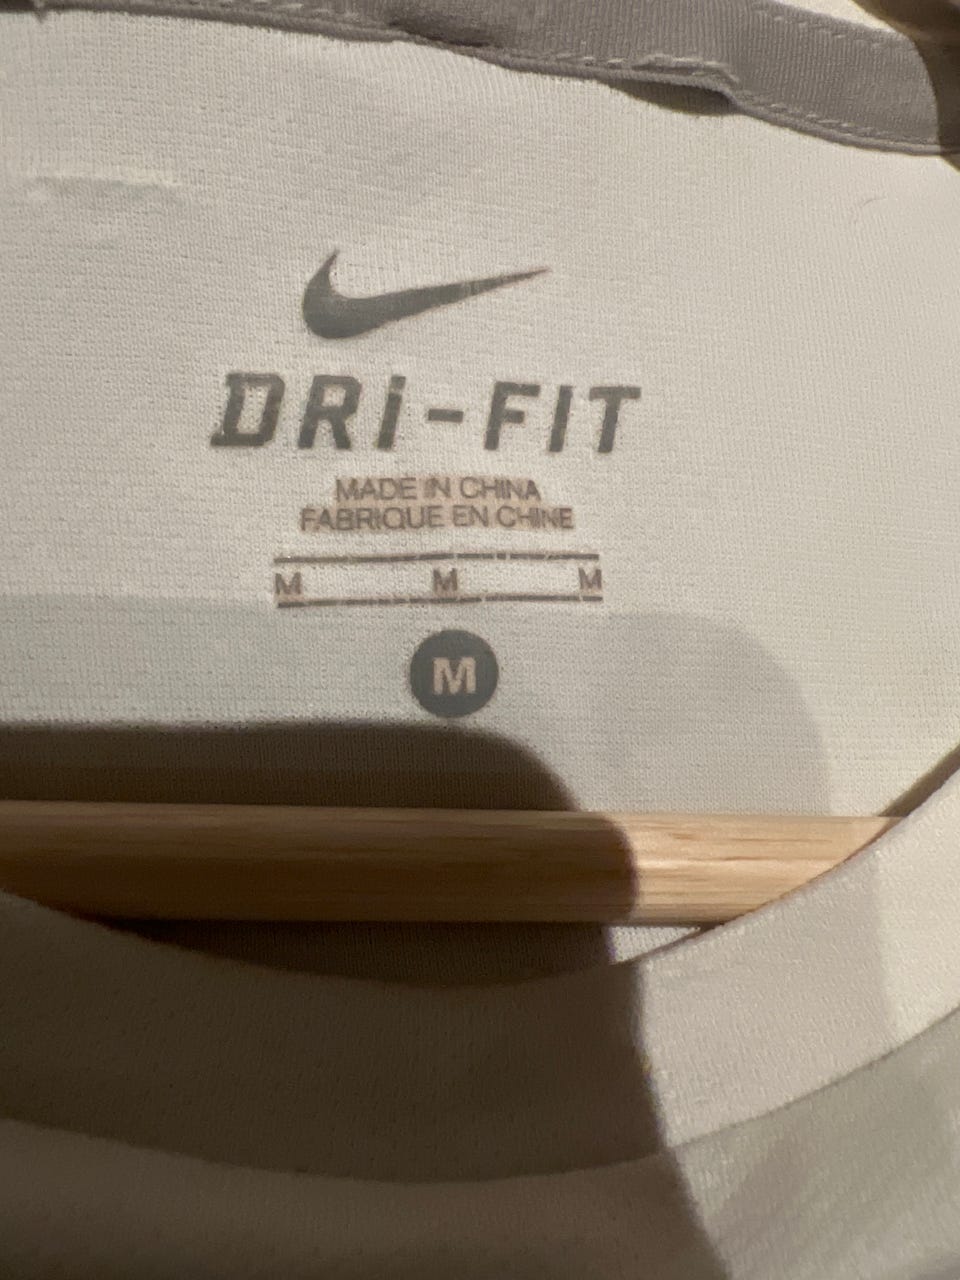 DRI-FIT
MADE IN CHINA
FABRIQUE EN CHINE
M M M
M